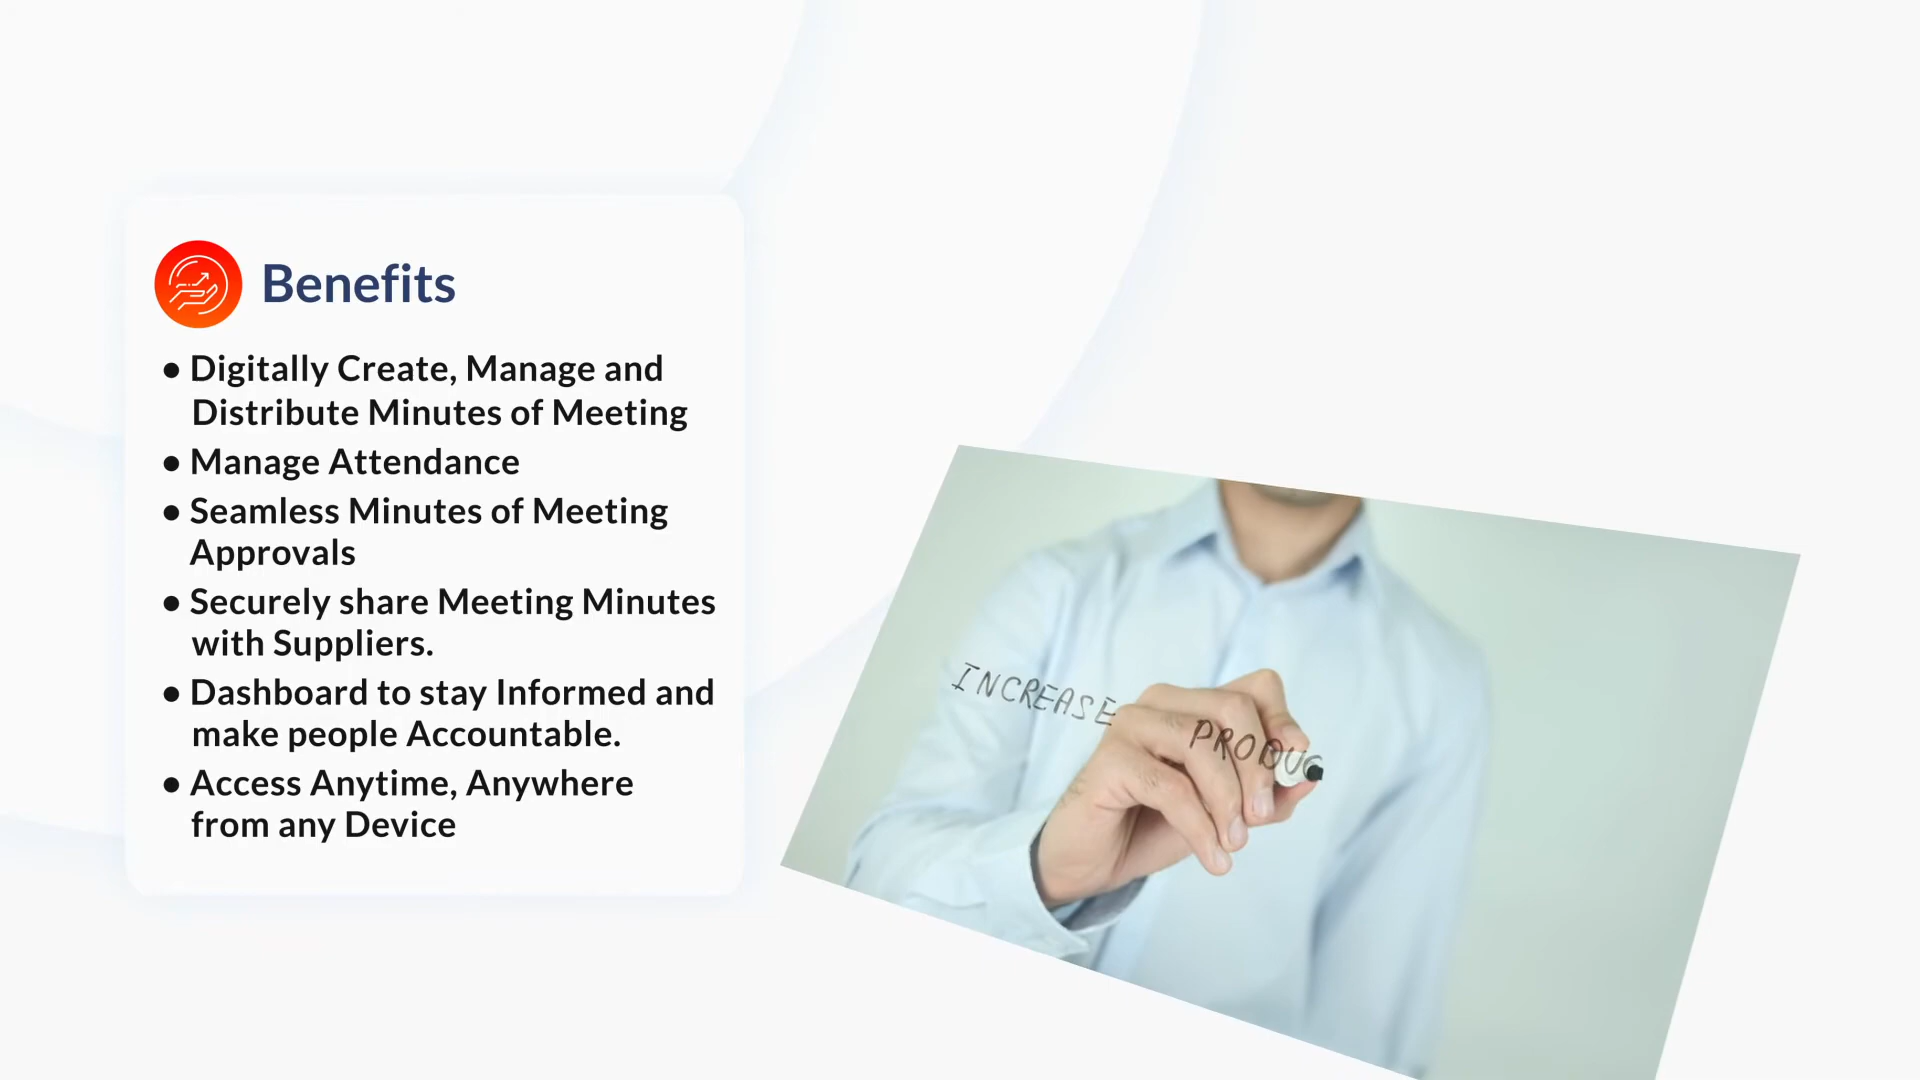 Benefits
• Digitally Create, Manage and
Distribute Minutes of Meeting
• Manage Attendance
• Seamless Minutes of Meeting
Approvals
• Securely share Meeting Minutes
with Suppliers.
• Dashboard to stay Informed and
make people Accountable.
• Access Anytime, Anywhere
from any Device
INCREASE PRODUC